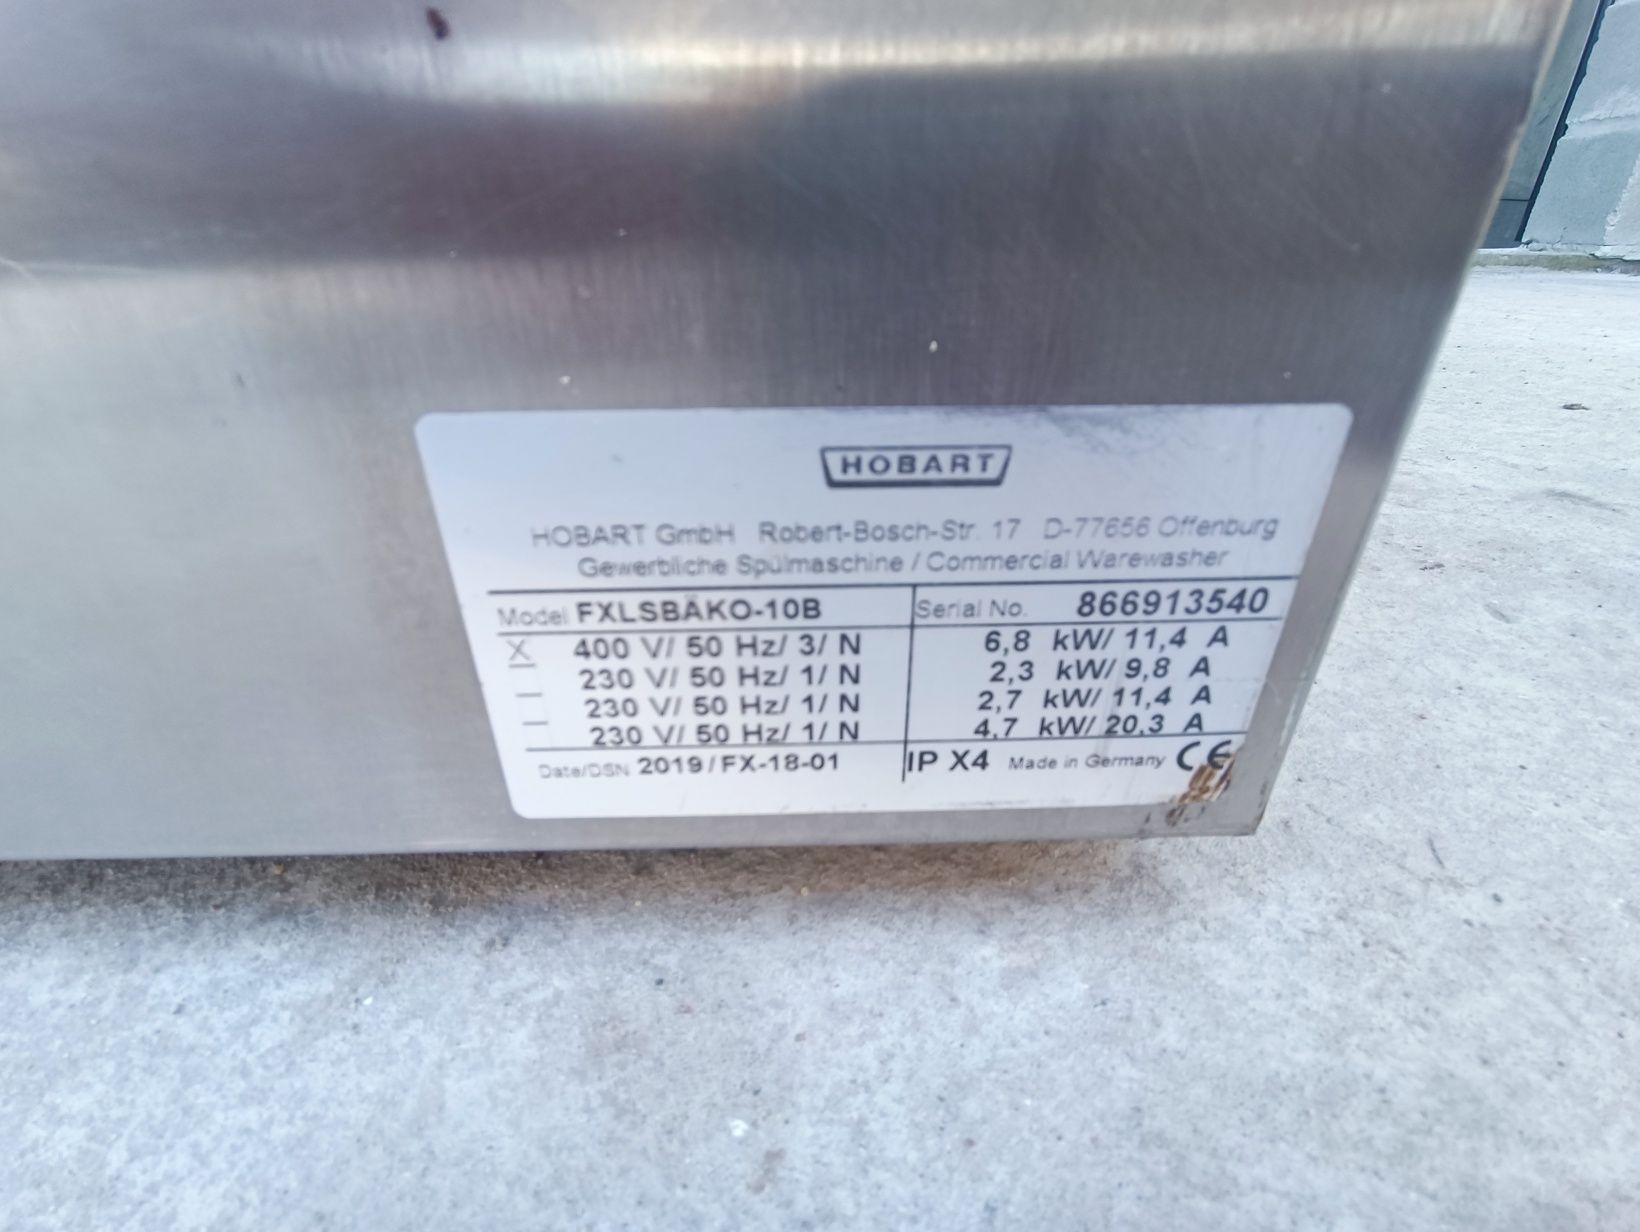 HOBART
HOBART GmbH Robert-Bosch-Str. 17 D-77656 Offenburg
Gewerbliche Spülmaschine / Commercial Warewasher
Model FXLSBÄKO-10B Serial No. 866913540
X 400 V/ 50 Hz/ 3/ N 6,8 kW/ 11,4 A
230 V/ 50 Hz/ 1/ N 2,3 kW/ 9,8 A
230 V/ 50 Hz/ 1/ N 2,7 kW/ 11,4 A
230 V/ 50 Hz/ 1/ N 4,7 kW/ 20,3 A
Date/DSN 2019/FX-18-01 IP X4 Made in Germany CE